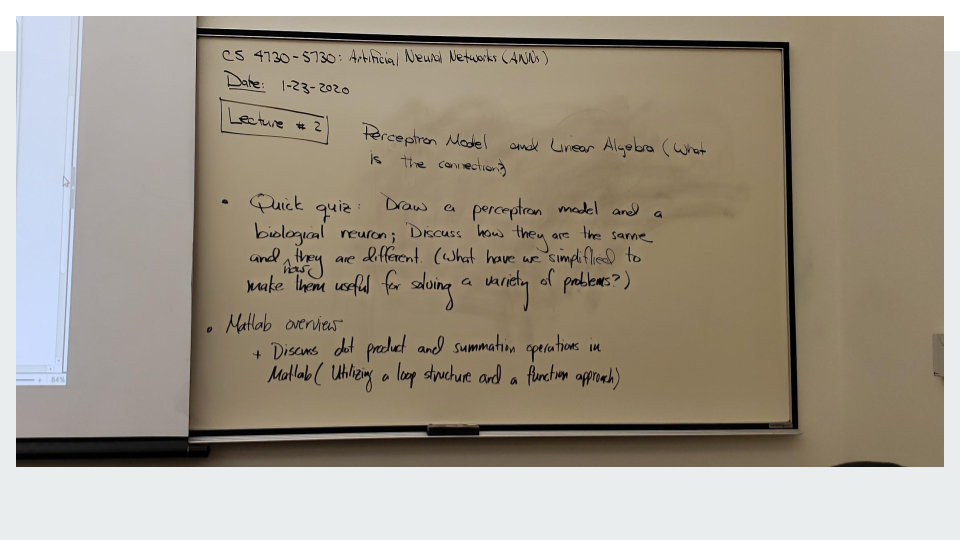 CS 4730-5730: Artificial Neural Networks (ANNs)
Date: 1-23-2020
Lecture # 2
Perceptron Model and Linear Algebra (What
is the connection?)
• Quick quiz: Draw a perceptron model and a
biological neuron; Discuss how they are the same
and how they are different. (What have we simplified to
make them useful for solving a variety of problems?)
• Matlab overview
+ Discuss dot product and summation operations in
Matlab (Utilizing a loop structure and a function approach)
84%